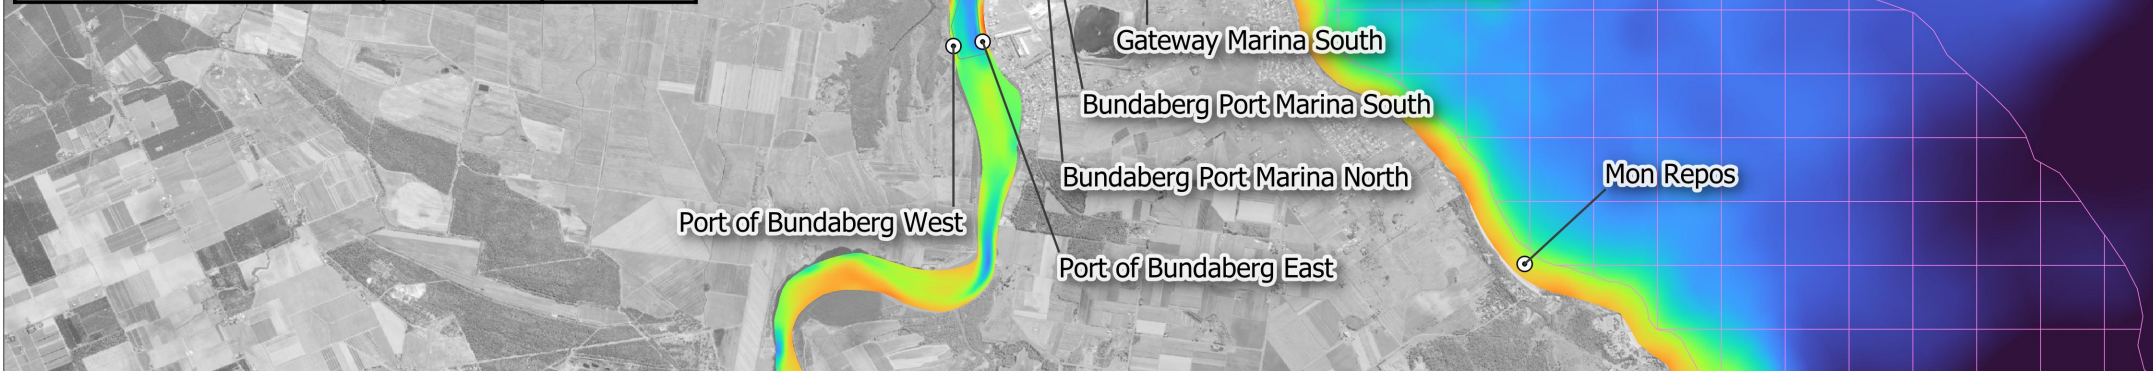 Gateway Marina South
Bundaberg Port Marina South
Mon Repos
Bundaberg Port Marina North
Port of Bundaberg West
Port of Bundaberg East